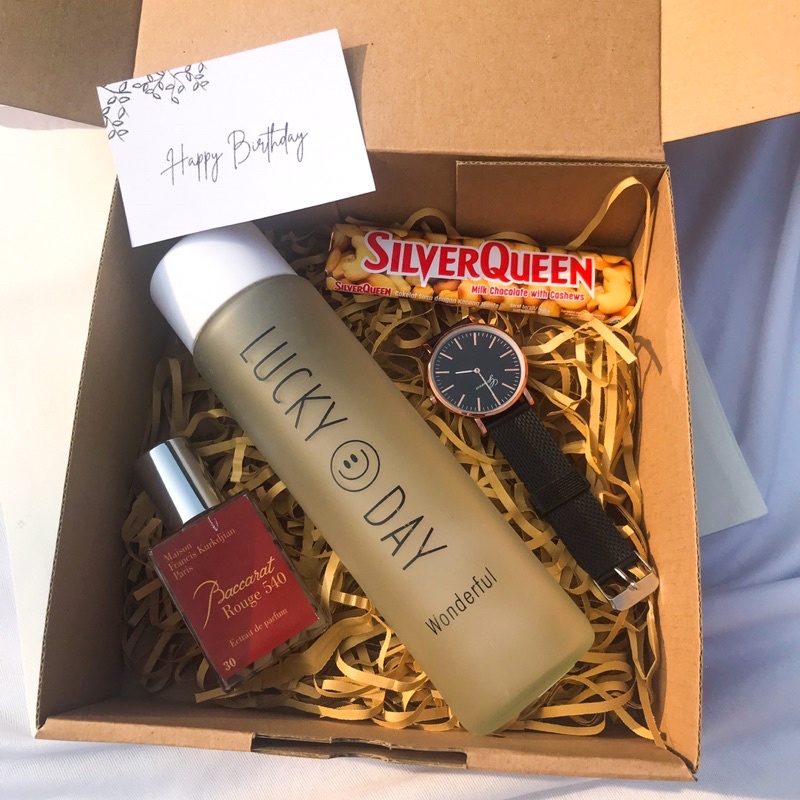 Happy Birthday
SILVERQUEEN
Milk Chocolate with Cashews
SILVERQUEEN
LUCKY DAY
Wonderful
Maison
Francis Kurkdjian
Paris
Baccarat
Rouge 540
Extrait de parfum
30